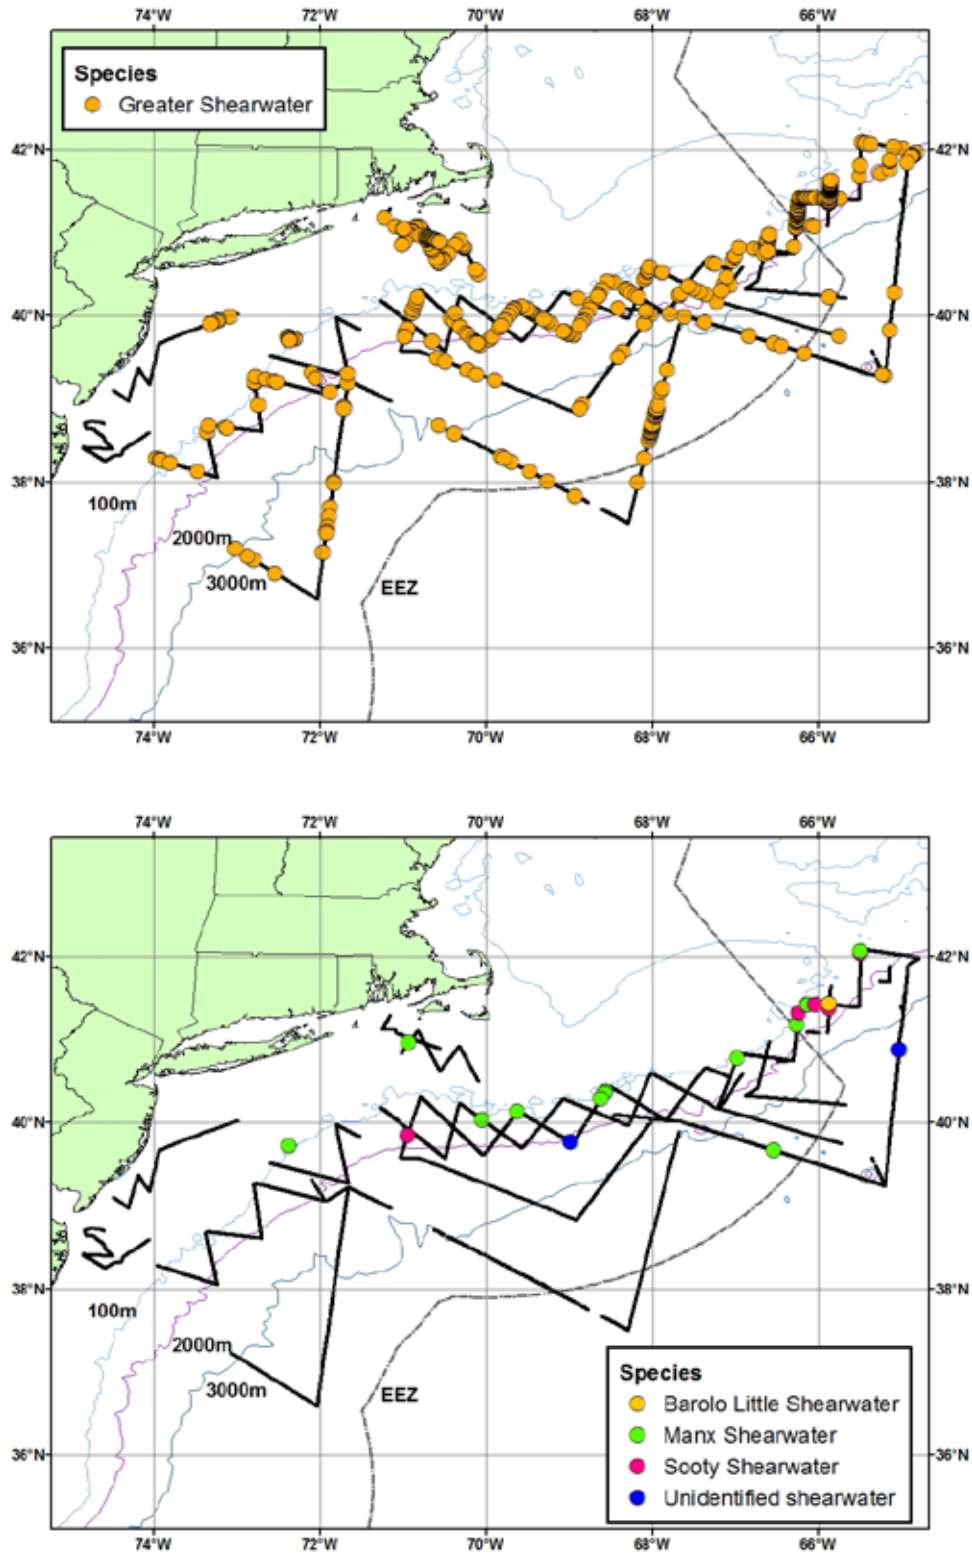 74°W 72°W 70°W 68°W 66°W
Species
Greater Shearwater
42°N 42°N
40°N 40°N
38°N 38°N
100m
2000m
3000m
EEZ
36°N 36°N
74°W 72°W 70°W 68°W 66°W
74°W 72°W 70°W 68°W 66°W
42°N 42°N
40°N 40°N
38°N 38°N
100m
2000m
3000m
EEZ
Species
Barolo Little Shearwater
Manx Shearwater
Sooty Shearwater
Unidentified shearwater
36°N 36°N
74°W 72°W 70°W 68°W 66°W